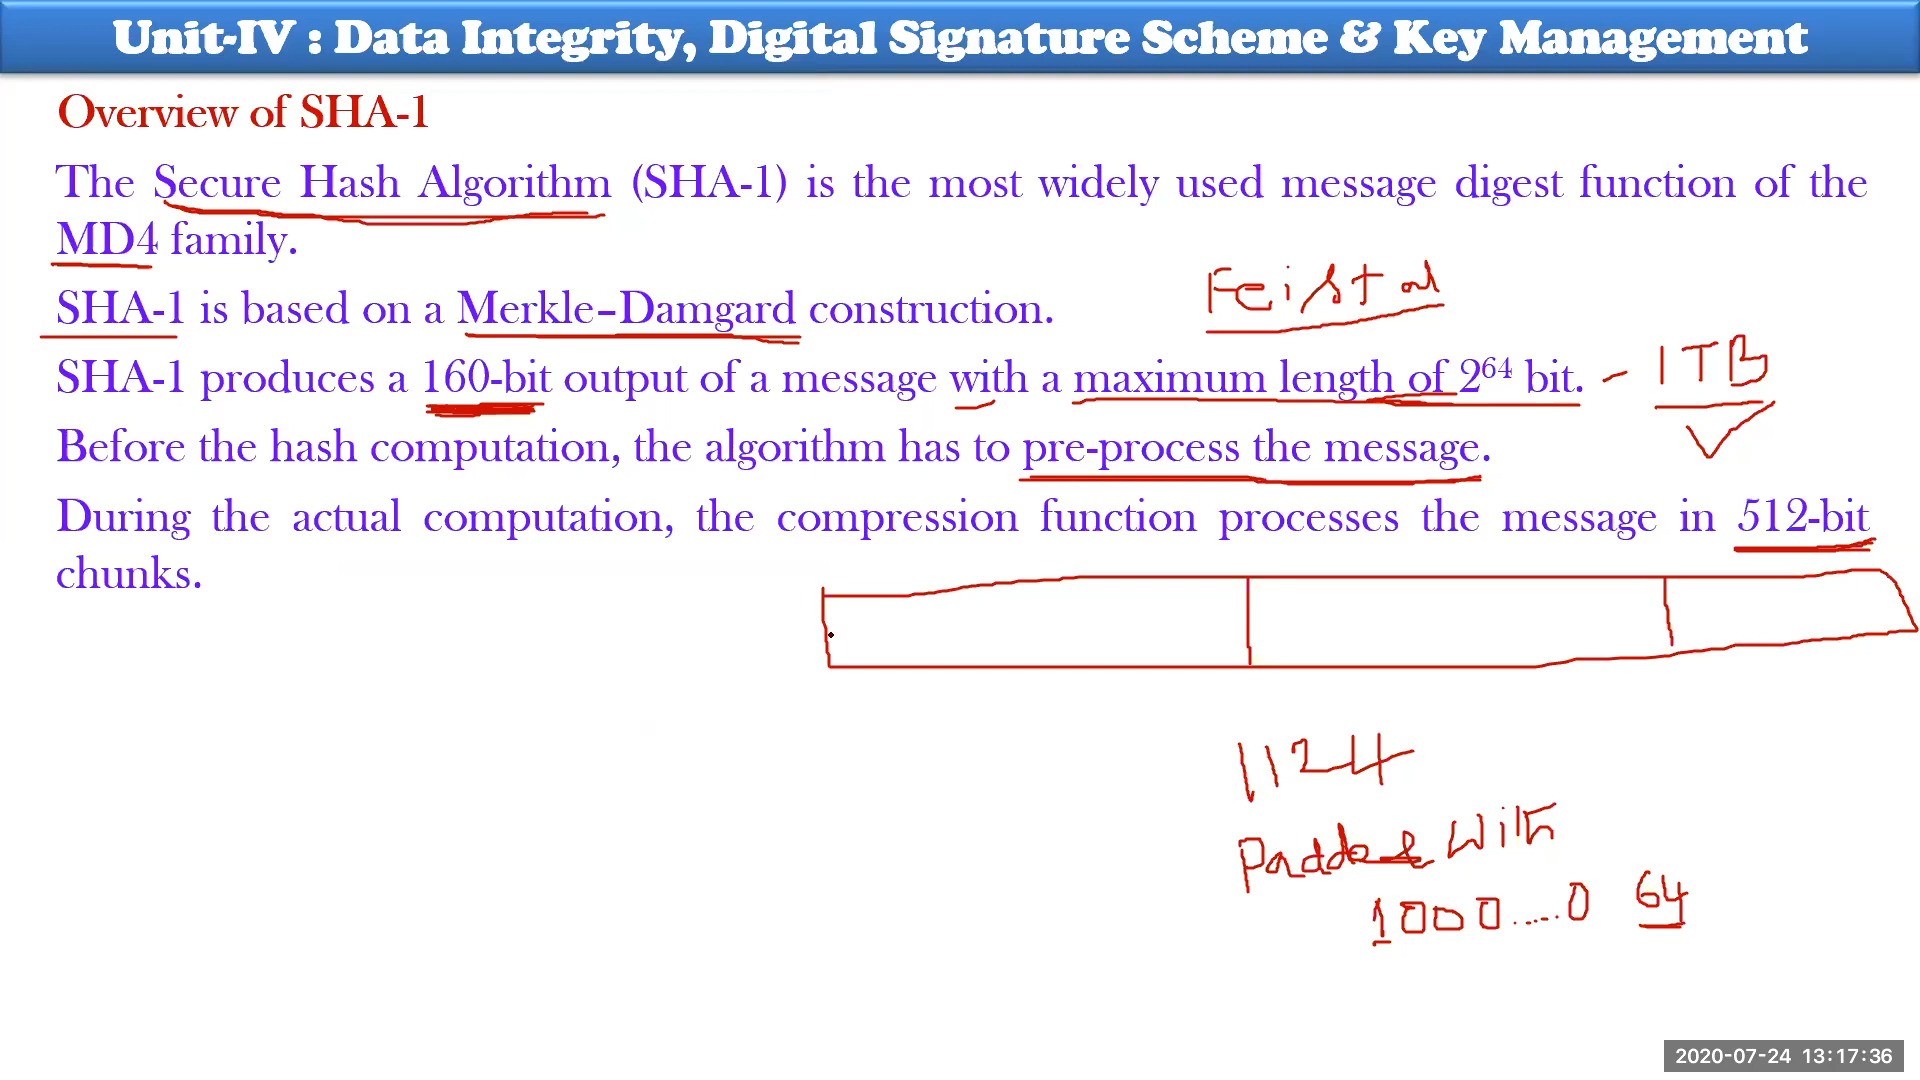 Unit-IV : Data Integrity, Digital Signature Scheme & Key Management
Overview of SHA-1
The Secure Hash Algorithm (SHA-1) is the most widely used message digest function of the
MD4 family.
Feistal
SHA-1 is based on a Merkle–Damgard construction.
SHA-1 produces a 160-bit output of a message with a maximum length of 2⁶⁴ bit. - 1TB
Before the hash computation, the algorithm has to pre-process the message.
During the actual computation, the compression function processes the message in 512-bit
chunks.
1124
with
1000.....0 64
2020-07-24 13:17:36